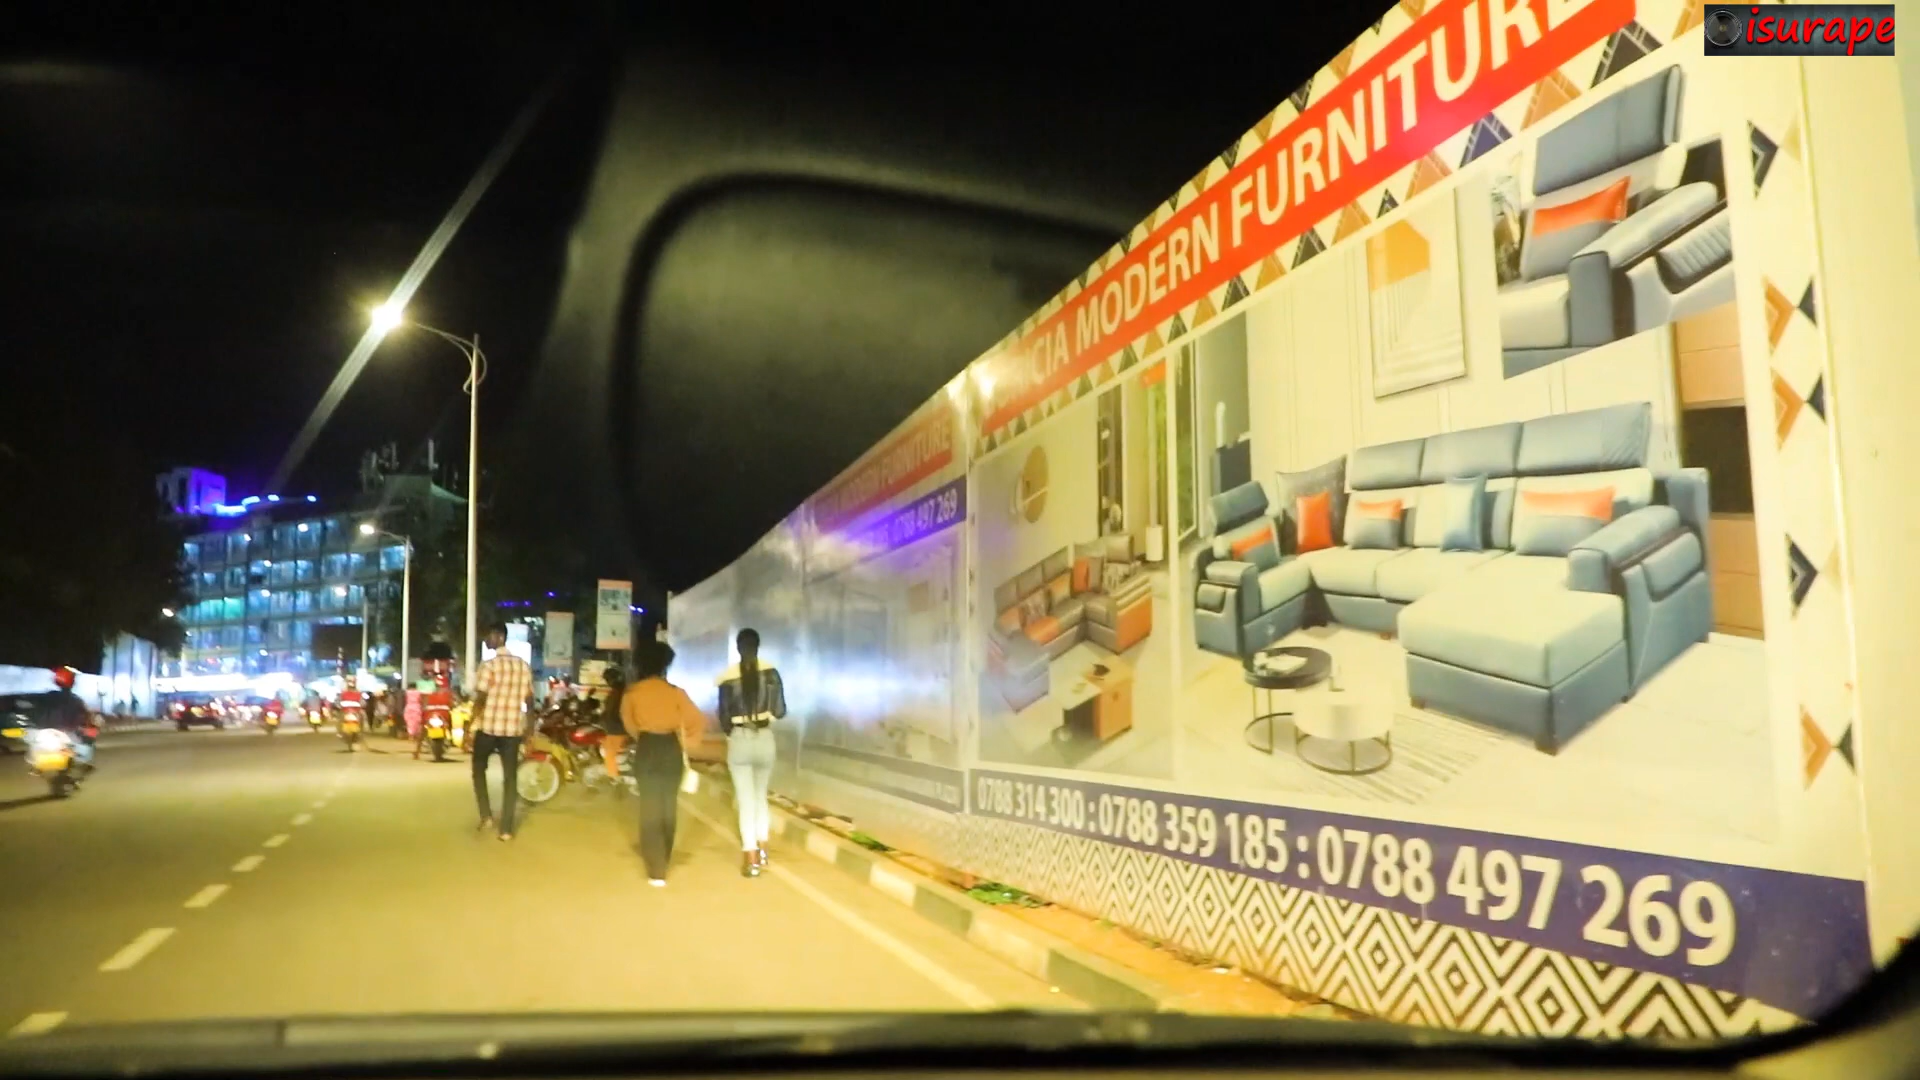 isurape
MODERN FURNITURE
MODERN FURNITURE
0788 497 269
0788 314 300 : 0788 359 185 : 0788 497 269